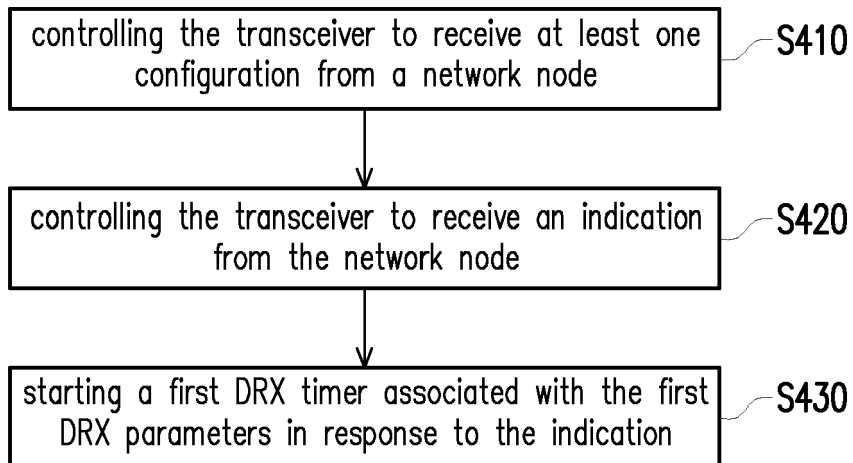 controlling the transceiver to receive at least one
configuration from a network node
S410
controlling the transceiver to receive an indication
from the network node
S420
starting a first DRX timer associated with the first
DRX parameters in response to the indication
S430